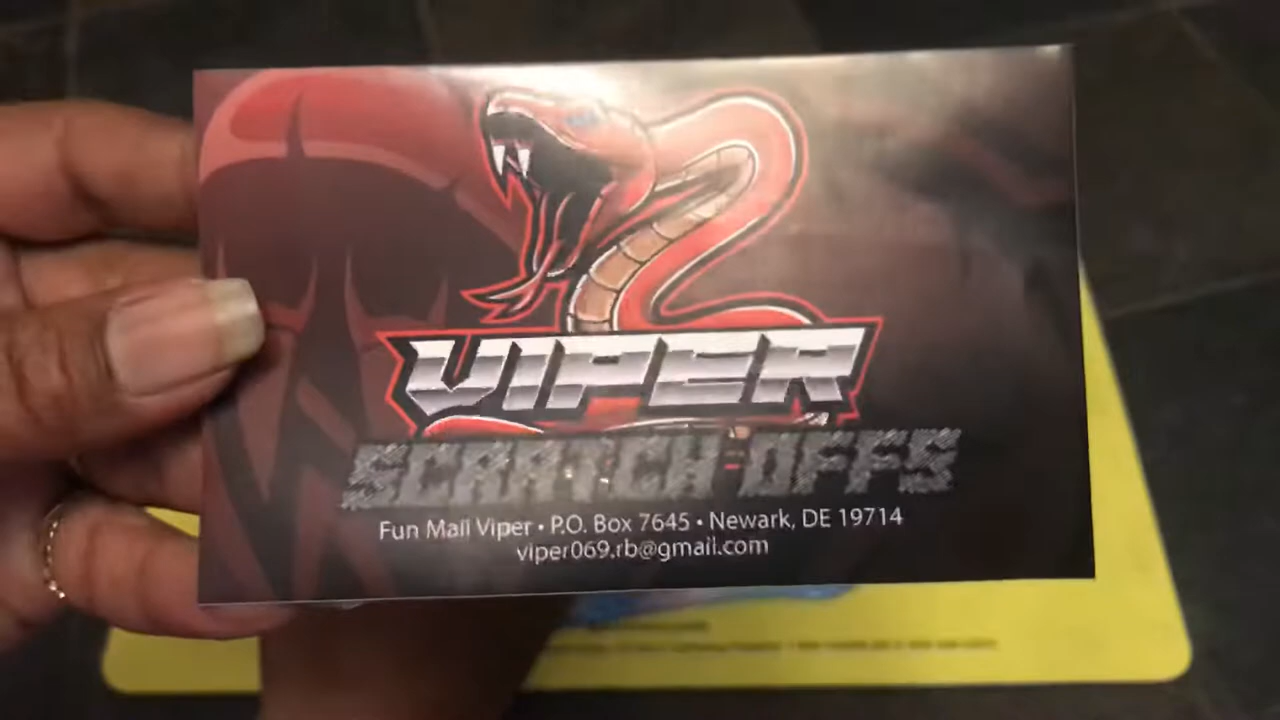 VIPER
SCRATCH-OFFS
Fun Mail Viper • P.O. Box 7645 • Newark, DE 19714
viper069.rb@gmail.com